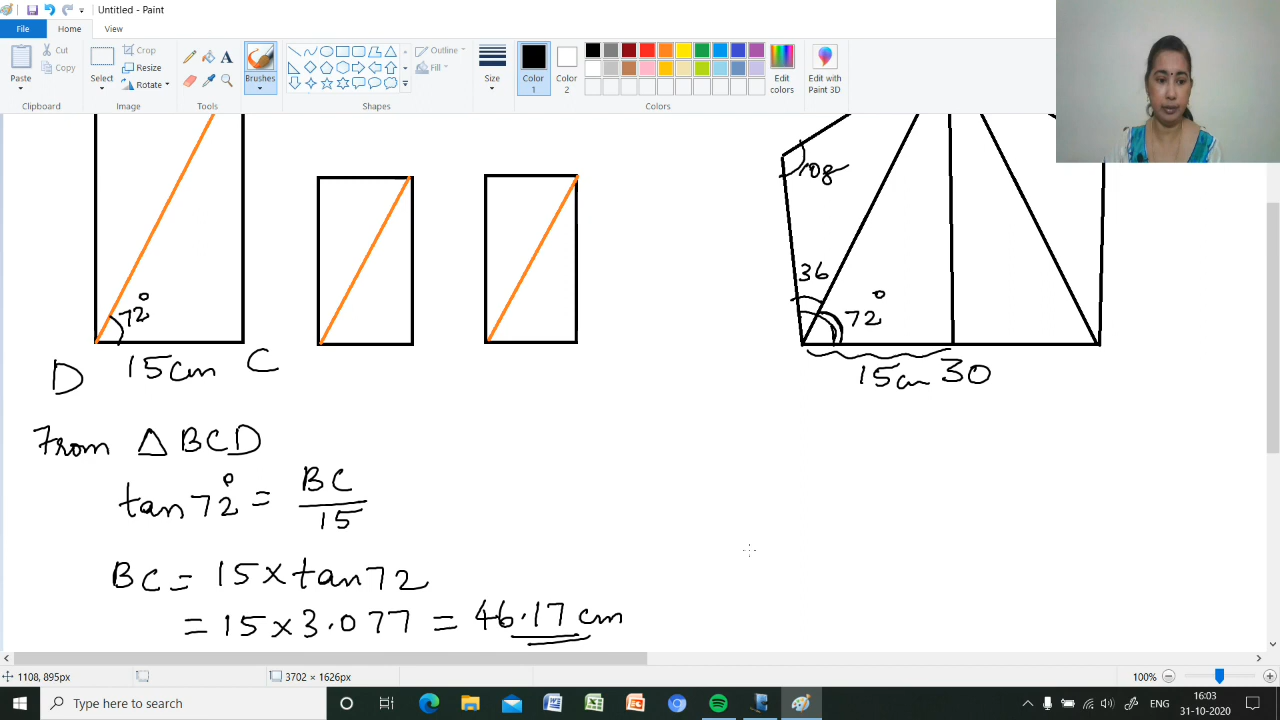 Untitled - Paint
File Home View
Paste
Cut
Copy
Clipboard
Select
Crop
Resize
Rotate
Image
Tools
Brushes
Outline
Fill
Shapes
Size
Color 1
Color 2
Edit colors
Edit with Paint 3D
Colors
108
36
72°
72°
D 15cm C
15cm 30
From △ BCD
tan 72° = BC
15
BC = 15 × tan 72
= 15 × 3.077 = 46.17 cm
1108, 895px
3702 × 1626px
100%
Type here to search
ENG
16:03
31-10-2020